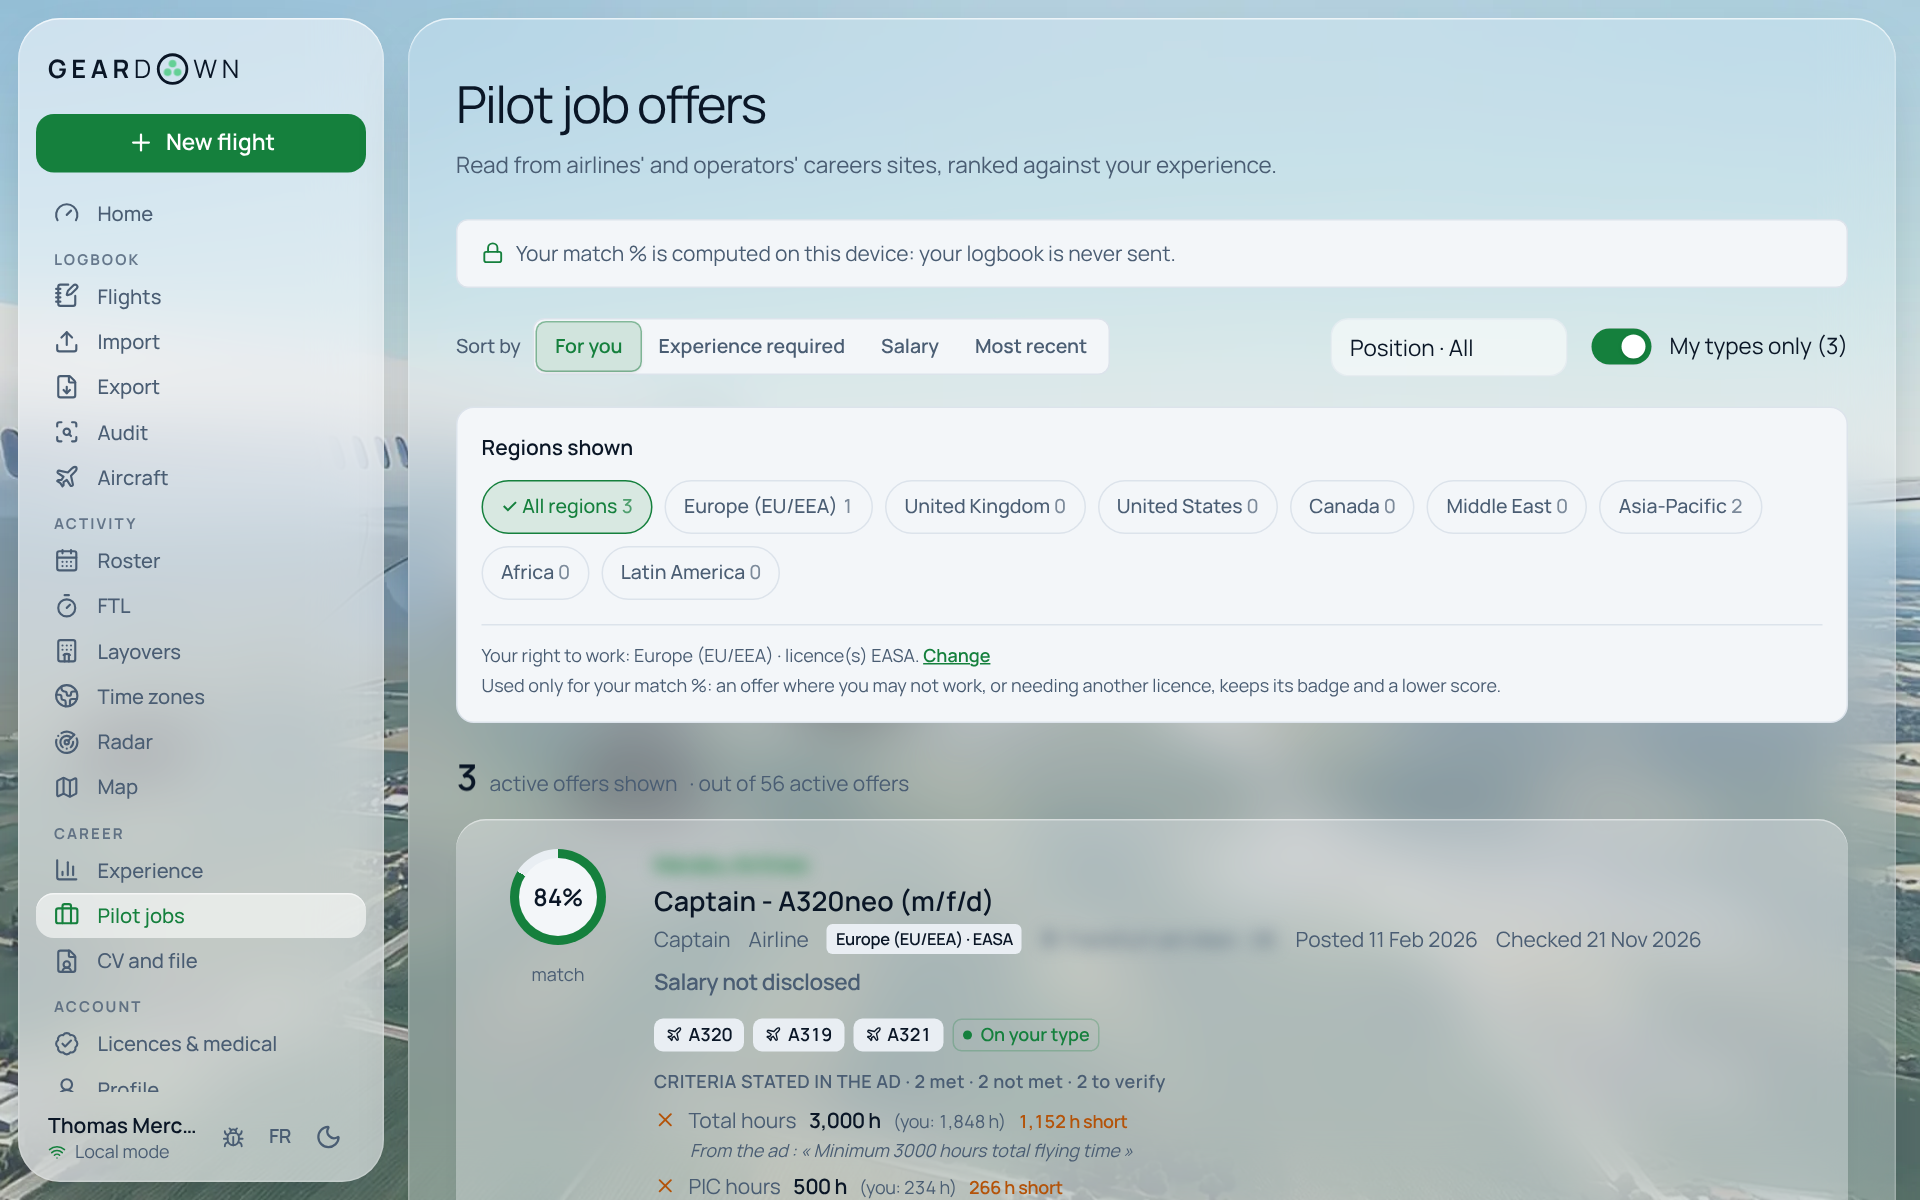 GEARDOWN
New flight
Home
LOGBOOK
Flights
Import
Export
Audit
Aircraft
ACTIVITY
Roster
FTL
Layovers
Time zones
Radar
Map
CAREER
Experience
Pilot jobs
CV and file
ACCOUNT
Licences & medical
Profile
Thomas Merc...
Local mode
FR
Pilot job offers
Read from airlines' and operators' careers sites, ranked against your experience.
Your match % is computed on this device: your logbook is never sent.
Sort by For you Experience required Salary Most recent
Position · All
My types only (3)
Regions shown
All regions 3 Europe (EU/EEA) 1 United Kingdom 0 United States 0 Canada 0 Middle East 0 Asia-Pacific 2
Africa 0 Latin America 0
Your right to work: Europe (EU/EEA) · licence(s) EASA. Change
Used only for your match %: an offer where you may not work, or needing another licence, keeps its badge and a lower score.
3 active offers shown · out of 56 active offers
84%
match
Captain - A320neo (m/f/d)
Captain Airline Europe (EU/EEA) · EASA Posted 11 Feb 2026 Checked 21 Nov 2026
Salary not disclosed
A320 A319 A321 On your type
CRITERIA STATED IN THE AD · 2 met · 2 not met · 2 to verify
Total hours 3,000 h (you: 1,848 h) 1,152 h short
From the ad : « Minimum 3000 hours total flying time »
PIC hours 500 h (you: 234 h) 266 h short